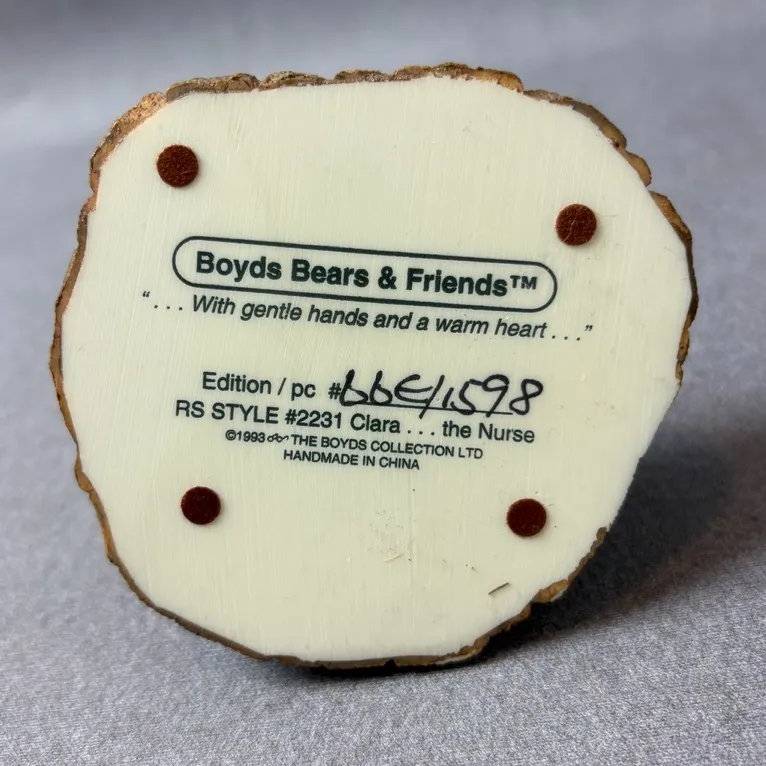 Boyds Bears & Friends™
“. . . With gentle hands and a warm heart . . .”
Edition / pc #66E/1598
RS STYLE #2231 Clara . . . the Nurse
©1993 THE BOYDS COLLECTION LTD
HANDMADE IN CHINA